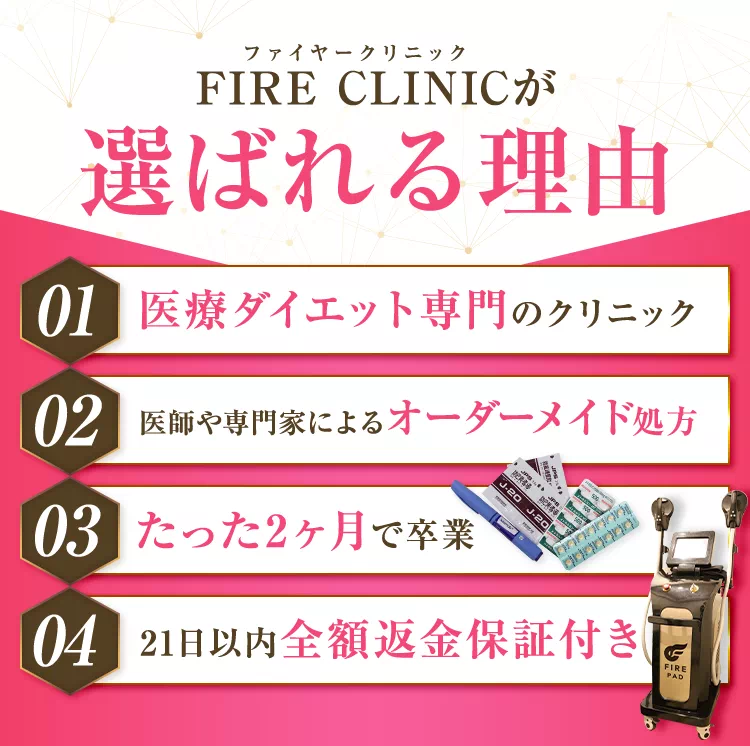 ファイヤークリニック
FIRE CLINICが
選ばれる理由
01
医療ダイエット専門のクリニック
02
医師や専門家によるオーダーメイド処方
03
たった2ヶ月で卒業
J-20
J-20
04
21日以内全額返金保証付き
FIRE
PAD